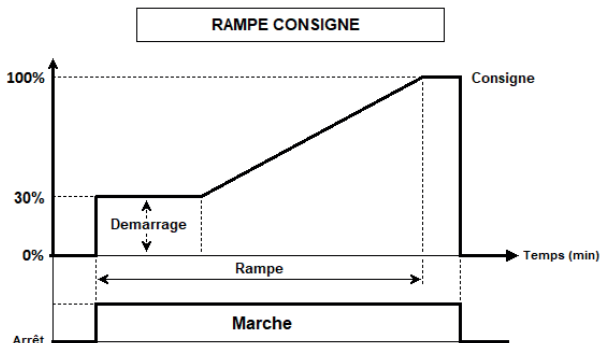 RAMPE CONSIGNE
100%
Consigne
30%
Demarrage
0%
Temps (min)
Rampe
Marche
Arrêt